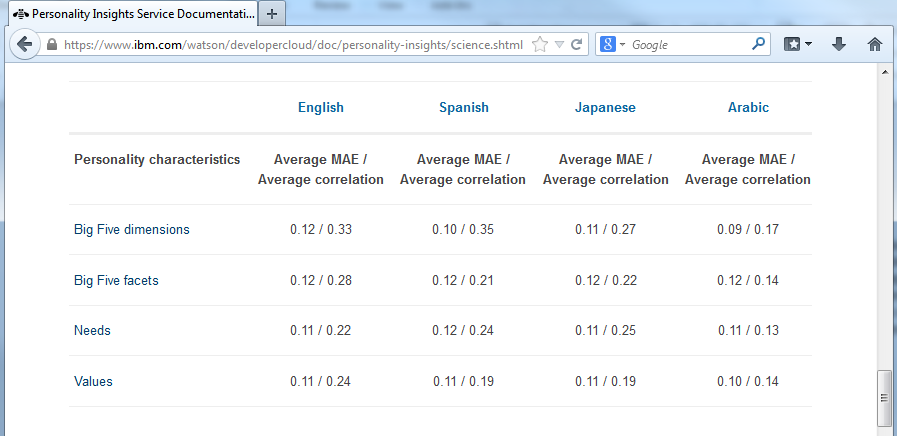 Personality Insights Service Documentati...
https://www.ibm.com/watson/developercloud/doc/personality-insights/science.shtml
Google
English Spanish Japanese Arabic
Personality characteristics Average MAE / Average MAE / Average MAE / Average MAE /
Average correlation Average correlation Average correlation Average correlation
Big Five dimensions 0.12 / 0.33 0.10 / 0.35 0.11 / 0.27 0.09 / 0.17
Big Five facets 0.12 / 0.28 0.12 / 0.21 0.12 / 0.22 0.12 / 0.14
Needs 0.11 / 0.22 0.12 / 0.24 0.11 / 0.25 0.11 / 0.13
Values 0.11 / 0.24 0.11 / 0.19 0.11 / 0.19 0.10 / 0.14